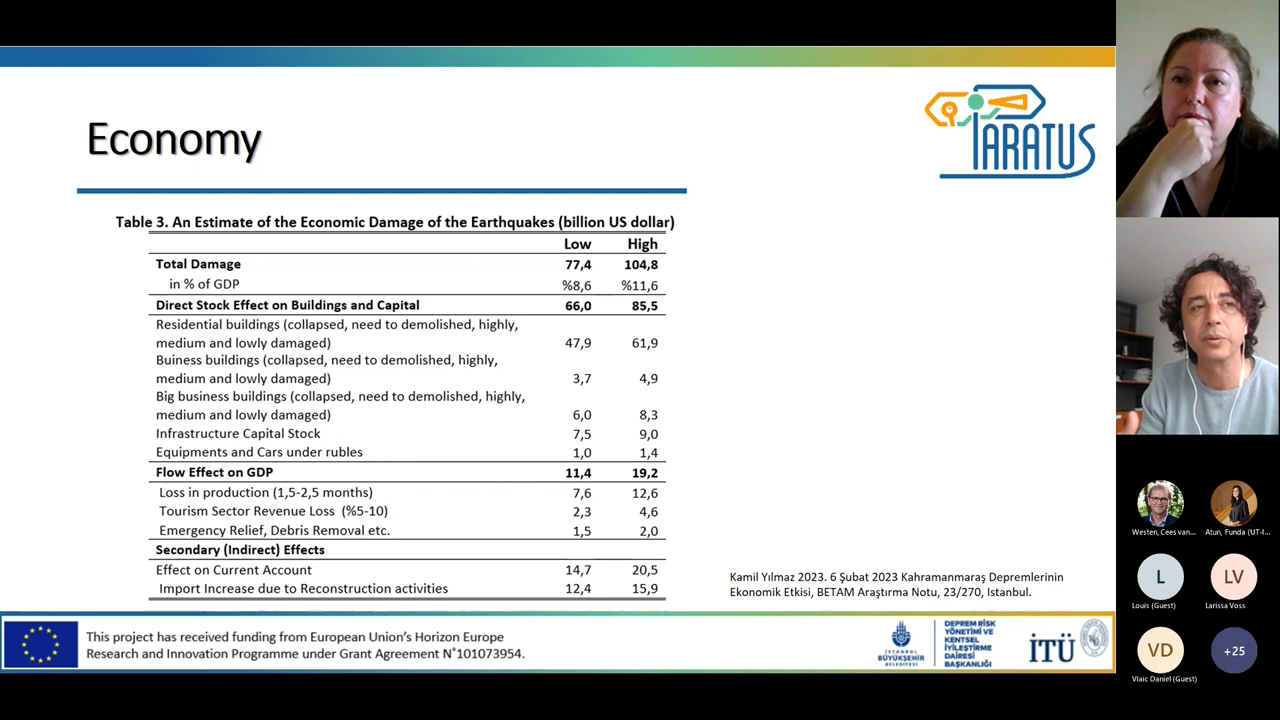 Economy
PARATUS
Table 3. An Estimate of the Economic Damage of the Earthquakes (billion US dollar)
Low High
Total Damage 77,4 104,8
in % of GDP %8,6 %11,6
Direct Stock Effect on Buildings and Capital 66,0 85,5
Residential buildings (collapsed, need to demolished, highly,
medium and lowly damaged) 47,9 61,9
Buiness buildings (collapsed, need to demolished, highly,
medium and lowly damaged) 3,7 4,9
Big business buildings (collapsed, need to demolished, highly,
medium and lowly damaged) 6,0 8,3
Infrastructure Capital Stock 7,5 9,0
Equipments and Cars under rubles 1,0 1,4
Flow Effect on GDP 11,4 19,2
Loss in production (1,5-2,5 months) 7,6 12,6
Tourism Sector Revenue Loss (%5-10) 2,3 4,6
Emergency Relief, Debris Removal etc. 1,5 2,0
Secondary (Indirect) Effects
Effect on Current Account 14,7 20,5
Import Increase due to Reconstruction activities 12,4 15,9
Kamil Yılmaz 2023. 6 Şubat 2023 Kahramanmaraş Depremlerinin
Ekonomik Etkisi, BETAM Araştırma Notu, 23/270, Istanbul.
This project has received funding from European Union's Horizon Europe
Research and Innovation Programme under Grant Agreement N°101073954.
İSTANBUL
BÜYÜKŞEHİR
BELEDİYESİ
DEPREM RİSK
YÖNETİMİ VE
KENTSEL
İYİLEŞTİRME
DAİRESİ
BAŞKANLIĞI
İTÜ
Westen, Cees van...
Atun, Funda (UT-I...
L
LV
Louis (Guest)
Larissa Voss
VD
+25
Vlaic Daniel (Guest)